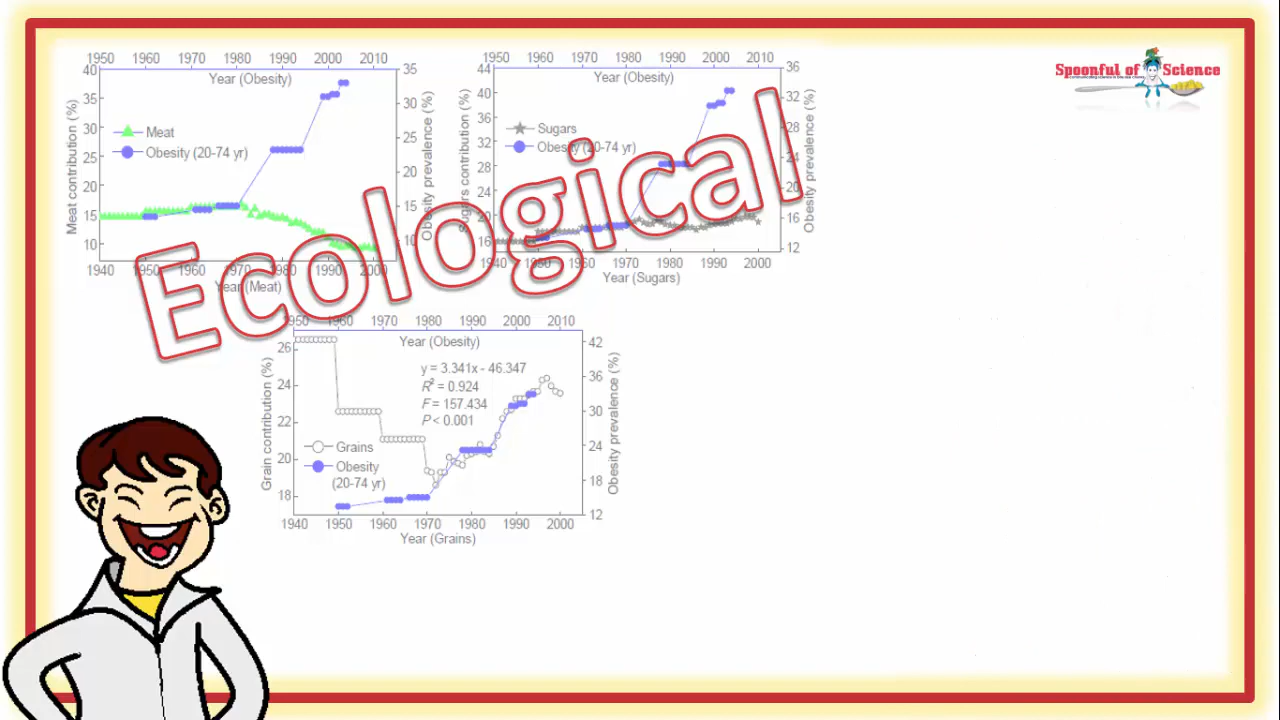 1950 1960 1970 1980 1990 2000 2010
Year (Obesity)
40
35
30
25
20
15
10
Meat contribution (%)
Meat
Obesity (20-74 yr)
35
30
25
20
15
10
Obesity prevalence (%)
1940 1950 1960 1970 1980 1990 2000
Year (Meat)
1950 1960 1970 1980 1990 2000 2010
Year (Obesity)
44
40
36
32
28
24
20
16
Sugars contribution (%)
Sugars
Obesity (20-74 yr)
36
32
28
24
20
16
12
Obesity prevalence (%)
1940 1950 1960 1970 1980 1990 2000
Year (Sugars)
Spoonful of Science
Ecological
1950 1960 1970 1980 1990 2000 2010
Year (Obesity)
26
24
22
20
18
Grain contribution (%)
y = 3.341x - 46.347
R² = 0.924
F = 157.434
P < 0.001
Grains
Obesity
(20-74 yr)
42
36
30
24
18
12
Obesity prevalence (%)
1940 1950 1960 1970 1980 1990 2000
Year (Grains)